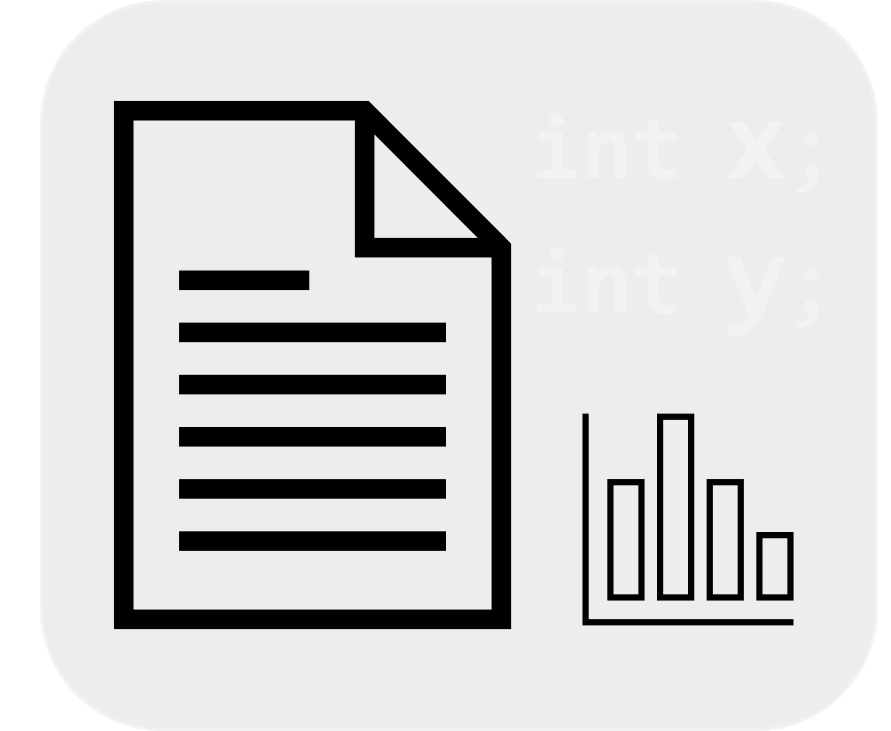 int x;
int y;